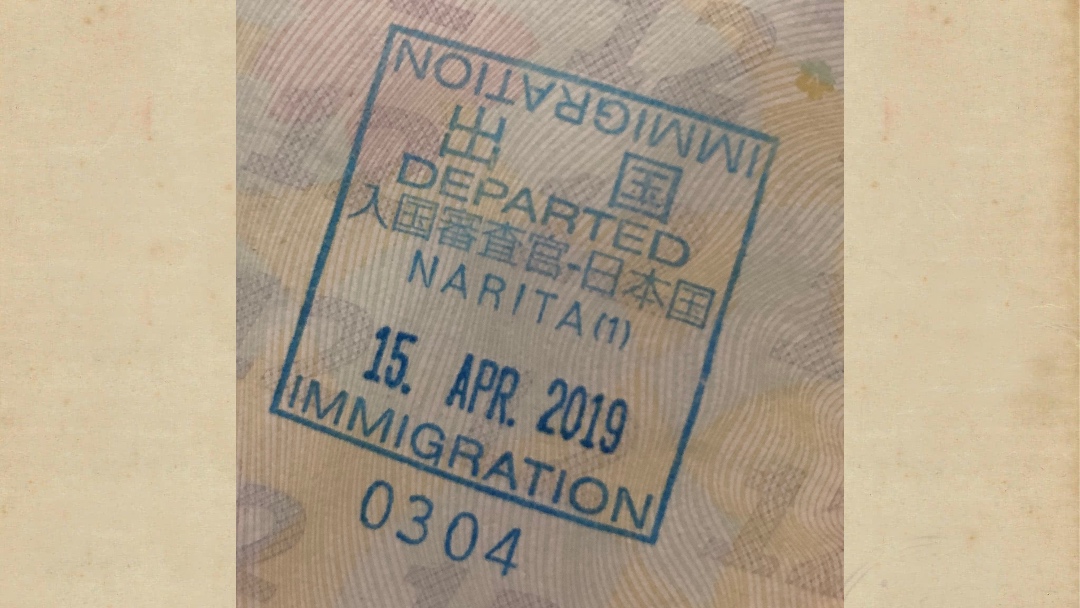 IMMIGRATION
出国
DEPARTED
入国審査官-日本国
NARITA(1)
15. APR. 2019
IMMIGRATION
0304